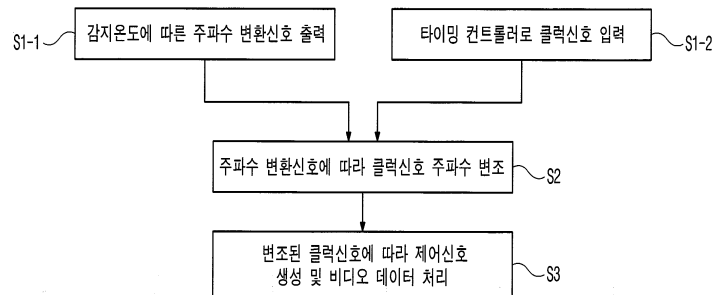 S1-1
감지온도에 따른 주파수 변환신호 출력
타이밍 컨트롤러로 클럭신호 입력
S1-2
주파수 변환신호에 따라 클럭신호 주파수 변조
S2
변조된 클럭신호에 따라 제어신호
생성 및 비디오 데이터 처리
S3